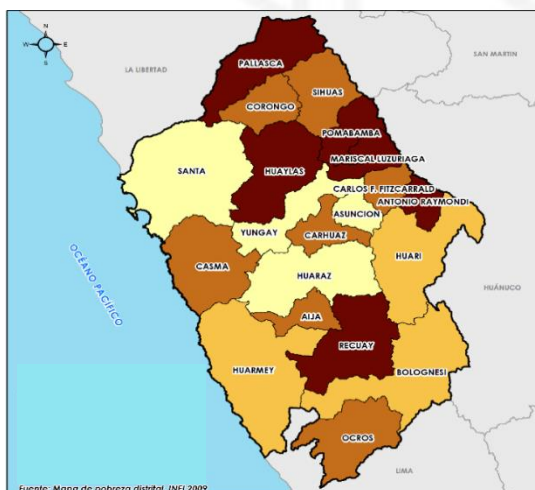 N
W E
S
LA LIBERTAD
SAN MARTIN
PALLASCA
SIHUAS
CORONGO
POMABAMBA
MARISCAL LUZURIAGA
SANTA
HUAYLAS
CARLOS F. FITZCARRALD
ANTONIO RAYMONDI
ASUNCION
YUNGAY
CARHUAZ
HUARI
CASMA
HUARAZ
OCÉANO PACÍFICO
HUÁNUCO
AIJA
RECUAY
HUARMEY
BOLOGNESI
OCROS
LIMA
Fuente: Mapa de pobreza distrital, INEI 2009